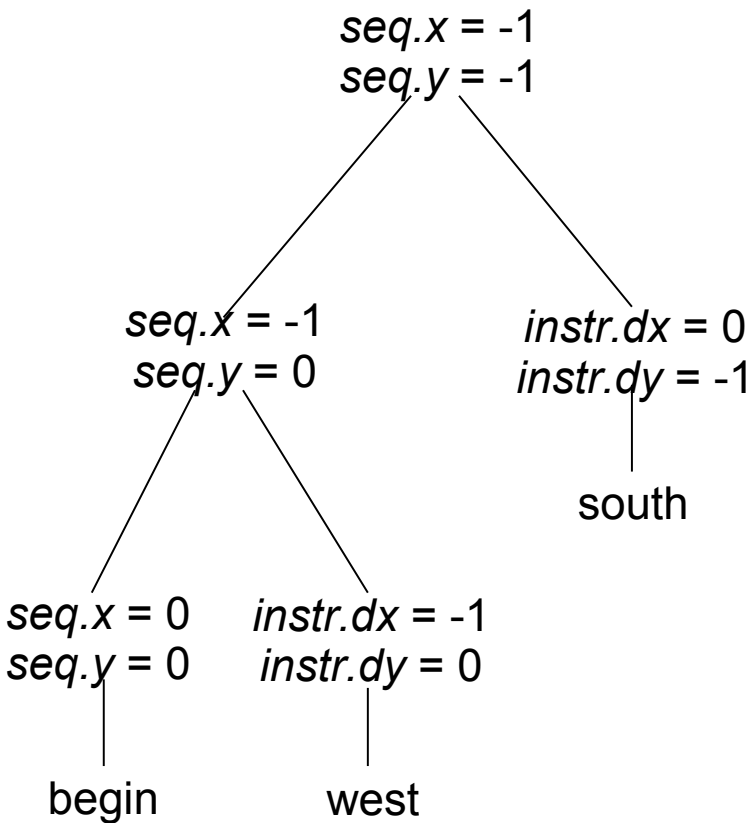 seq.x = -1
seq.y = -1
seq.x = -1
seq.y = 0
instr.dx = 0
instr.dy = -1
south
seq.x = 0
seq.y = 0
instr.dx = -1
instr.dy = 0
begin
west